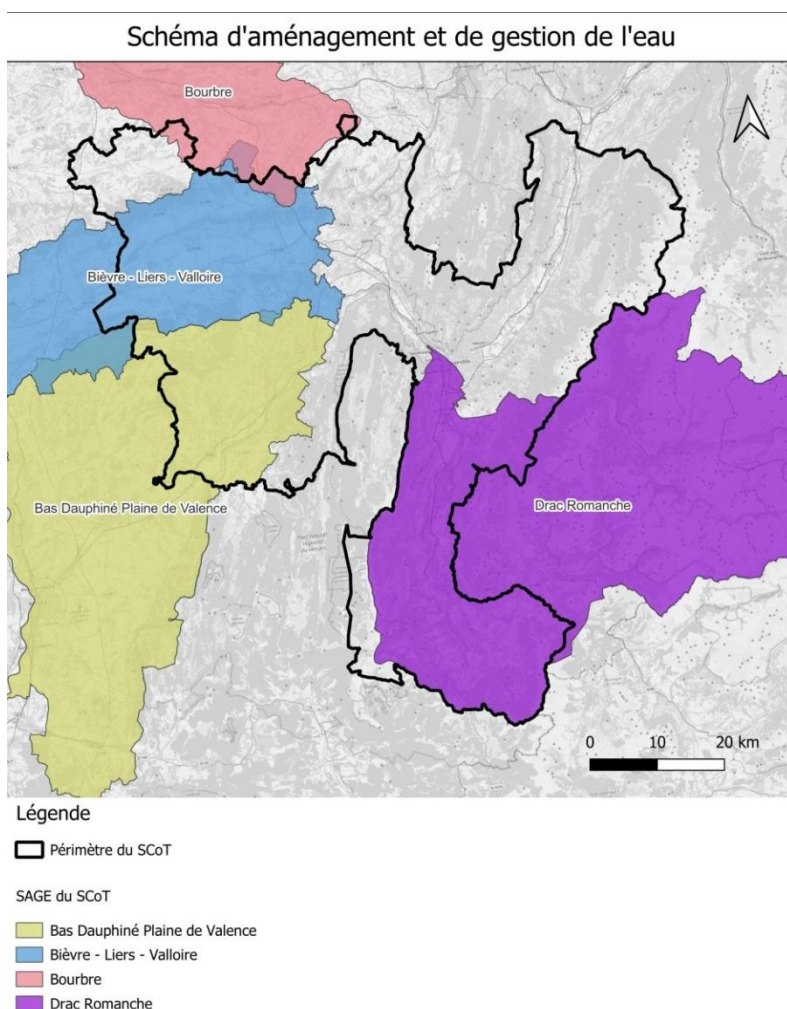 Schéma d'aménagement et de gestion de l'eau
Bourbre
Bièvre - Liers - Valloire
Bas Dauphiné Plaine de Valence
Drac Romanche
0 10 20 km
Légende
Périmètre du SCoT
SAGE du SCoT
Bas Dauphiné Plaine de Valence
Bièvre - Liers - Valloire
Bourbre
Drac Romanche